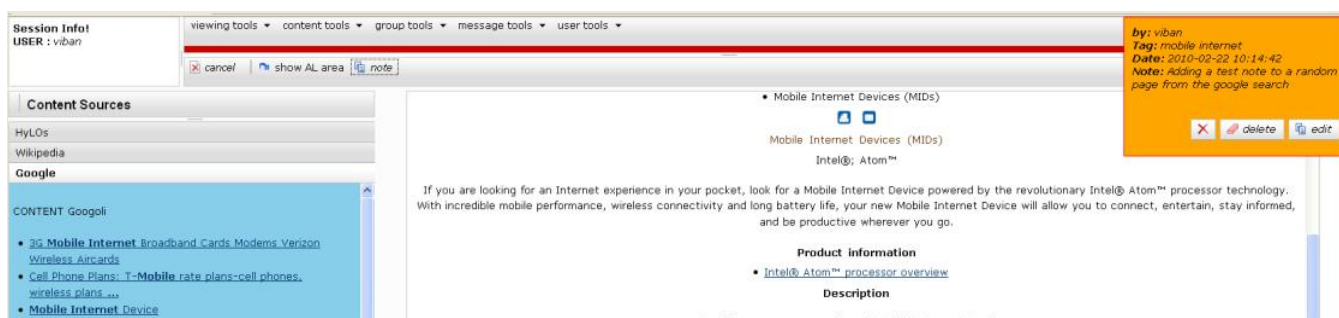 Session Info!
USER : viban
viewing tools content tools group tools message tools user tools
cancel show AL area note
by: viban
Tag: mobile internet
Date: 2010-02-22 10:14:42
Note: Adding a test note to a random
page from the google search
delete edit
Content Sources
HyLOs
Wikipedia
Google
CONTENT Googoli
• 3G Mobile Internet Broadband Cards Modems Verizon
Wireless Aircards
• Cell Phone Plans: T-Mobile rate plans-cell phones,
wireless plans ...
• Mobile Internet Device
• Mobile Internet Devices (MIDs)
Mobile Internet Devices (MIDs)
Intel®; Atom™
If you are looking for an Internet experience in your pocket, look for a Mobile Internet Device powered by the revolutionary Intel® Atom™ processor technology.
With incredible mobile performance, wireless connectivity and long battery life, your new Mobile Internet Device will allow you to connect, entertain, stay informed,
and be productive wherever you go.
Product information
• Intel® Atom™ processor overview
Description